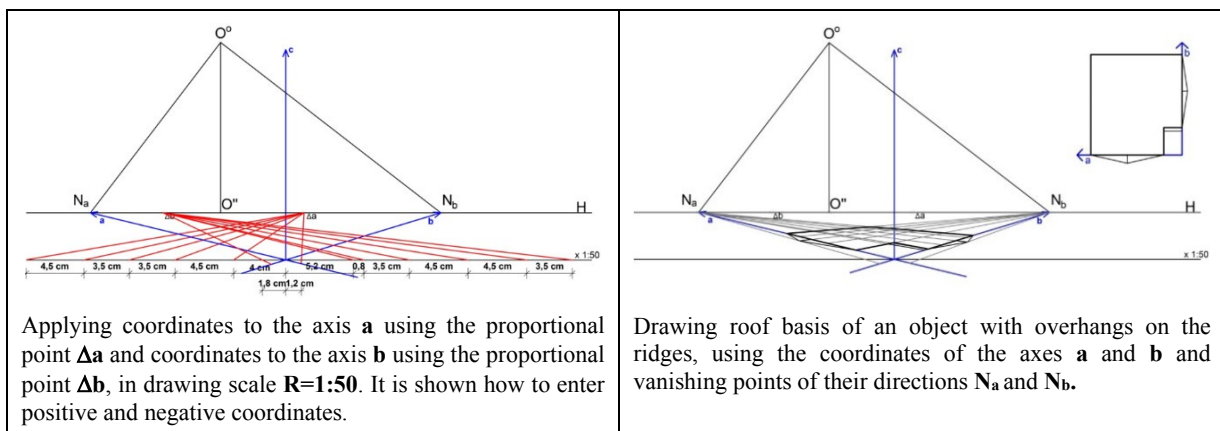 O°
c
Na
O"
Nb
a
Δb
Δa
b
H
x 1:50
4,5 cm 3,5 cm 3,5 cm 4,5 cm 4 cm 5,2 cm 0,8 3,5 cm 4,5 cm 4,5 cm 3,5 cm
1,8 cm 1,2 cm
Applying coordinates to the axis a using the proportional
point Δa and coordinates to the axis b using the proportional
point Δb, in drawing scale R=1:50. It is shown how to enter
positive and negative coordinates.
O°
c
b
a
Na
O"
Nb
a
Δb
Δa
b
H
x 1:50
Drawing roof basis of an object with overhangs on the
ridges, using the coordinates of the axes a and b and
vanishing points of their directions Na and Nb.